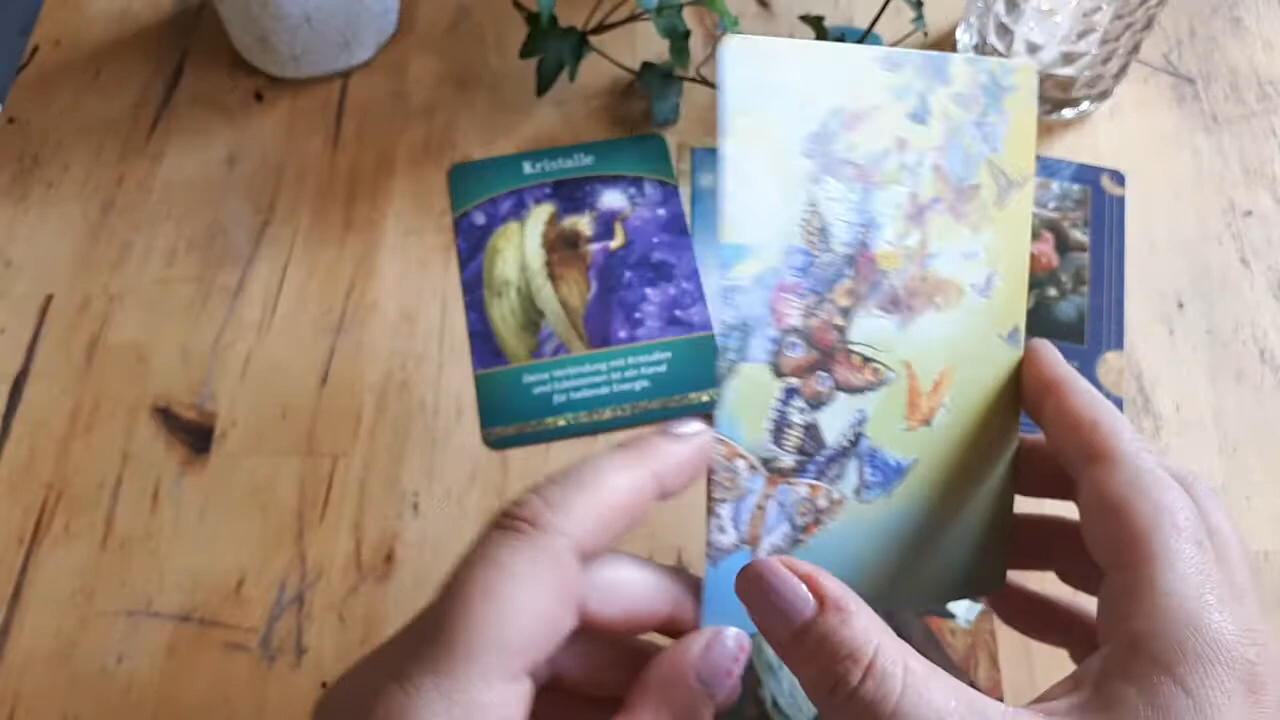 Kristalle
Deine Verbindung mit Kristallen
und Edelsteinen ist ein Kanal
für heilende Energie.